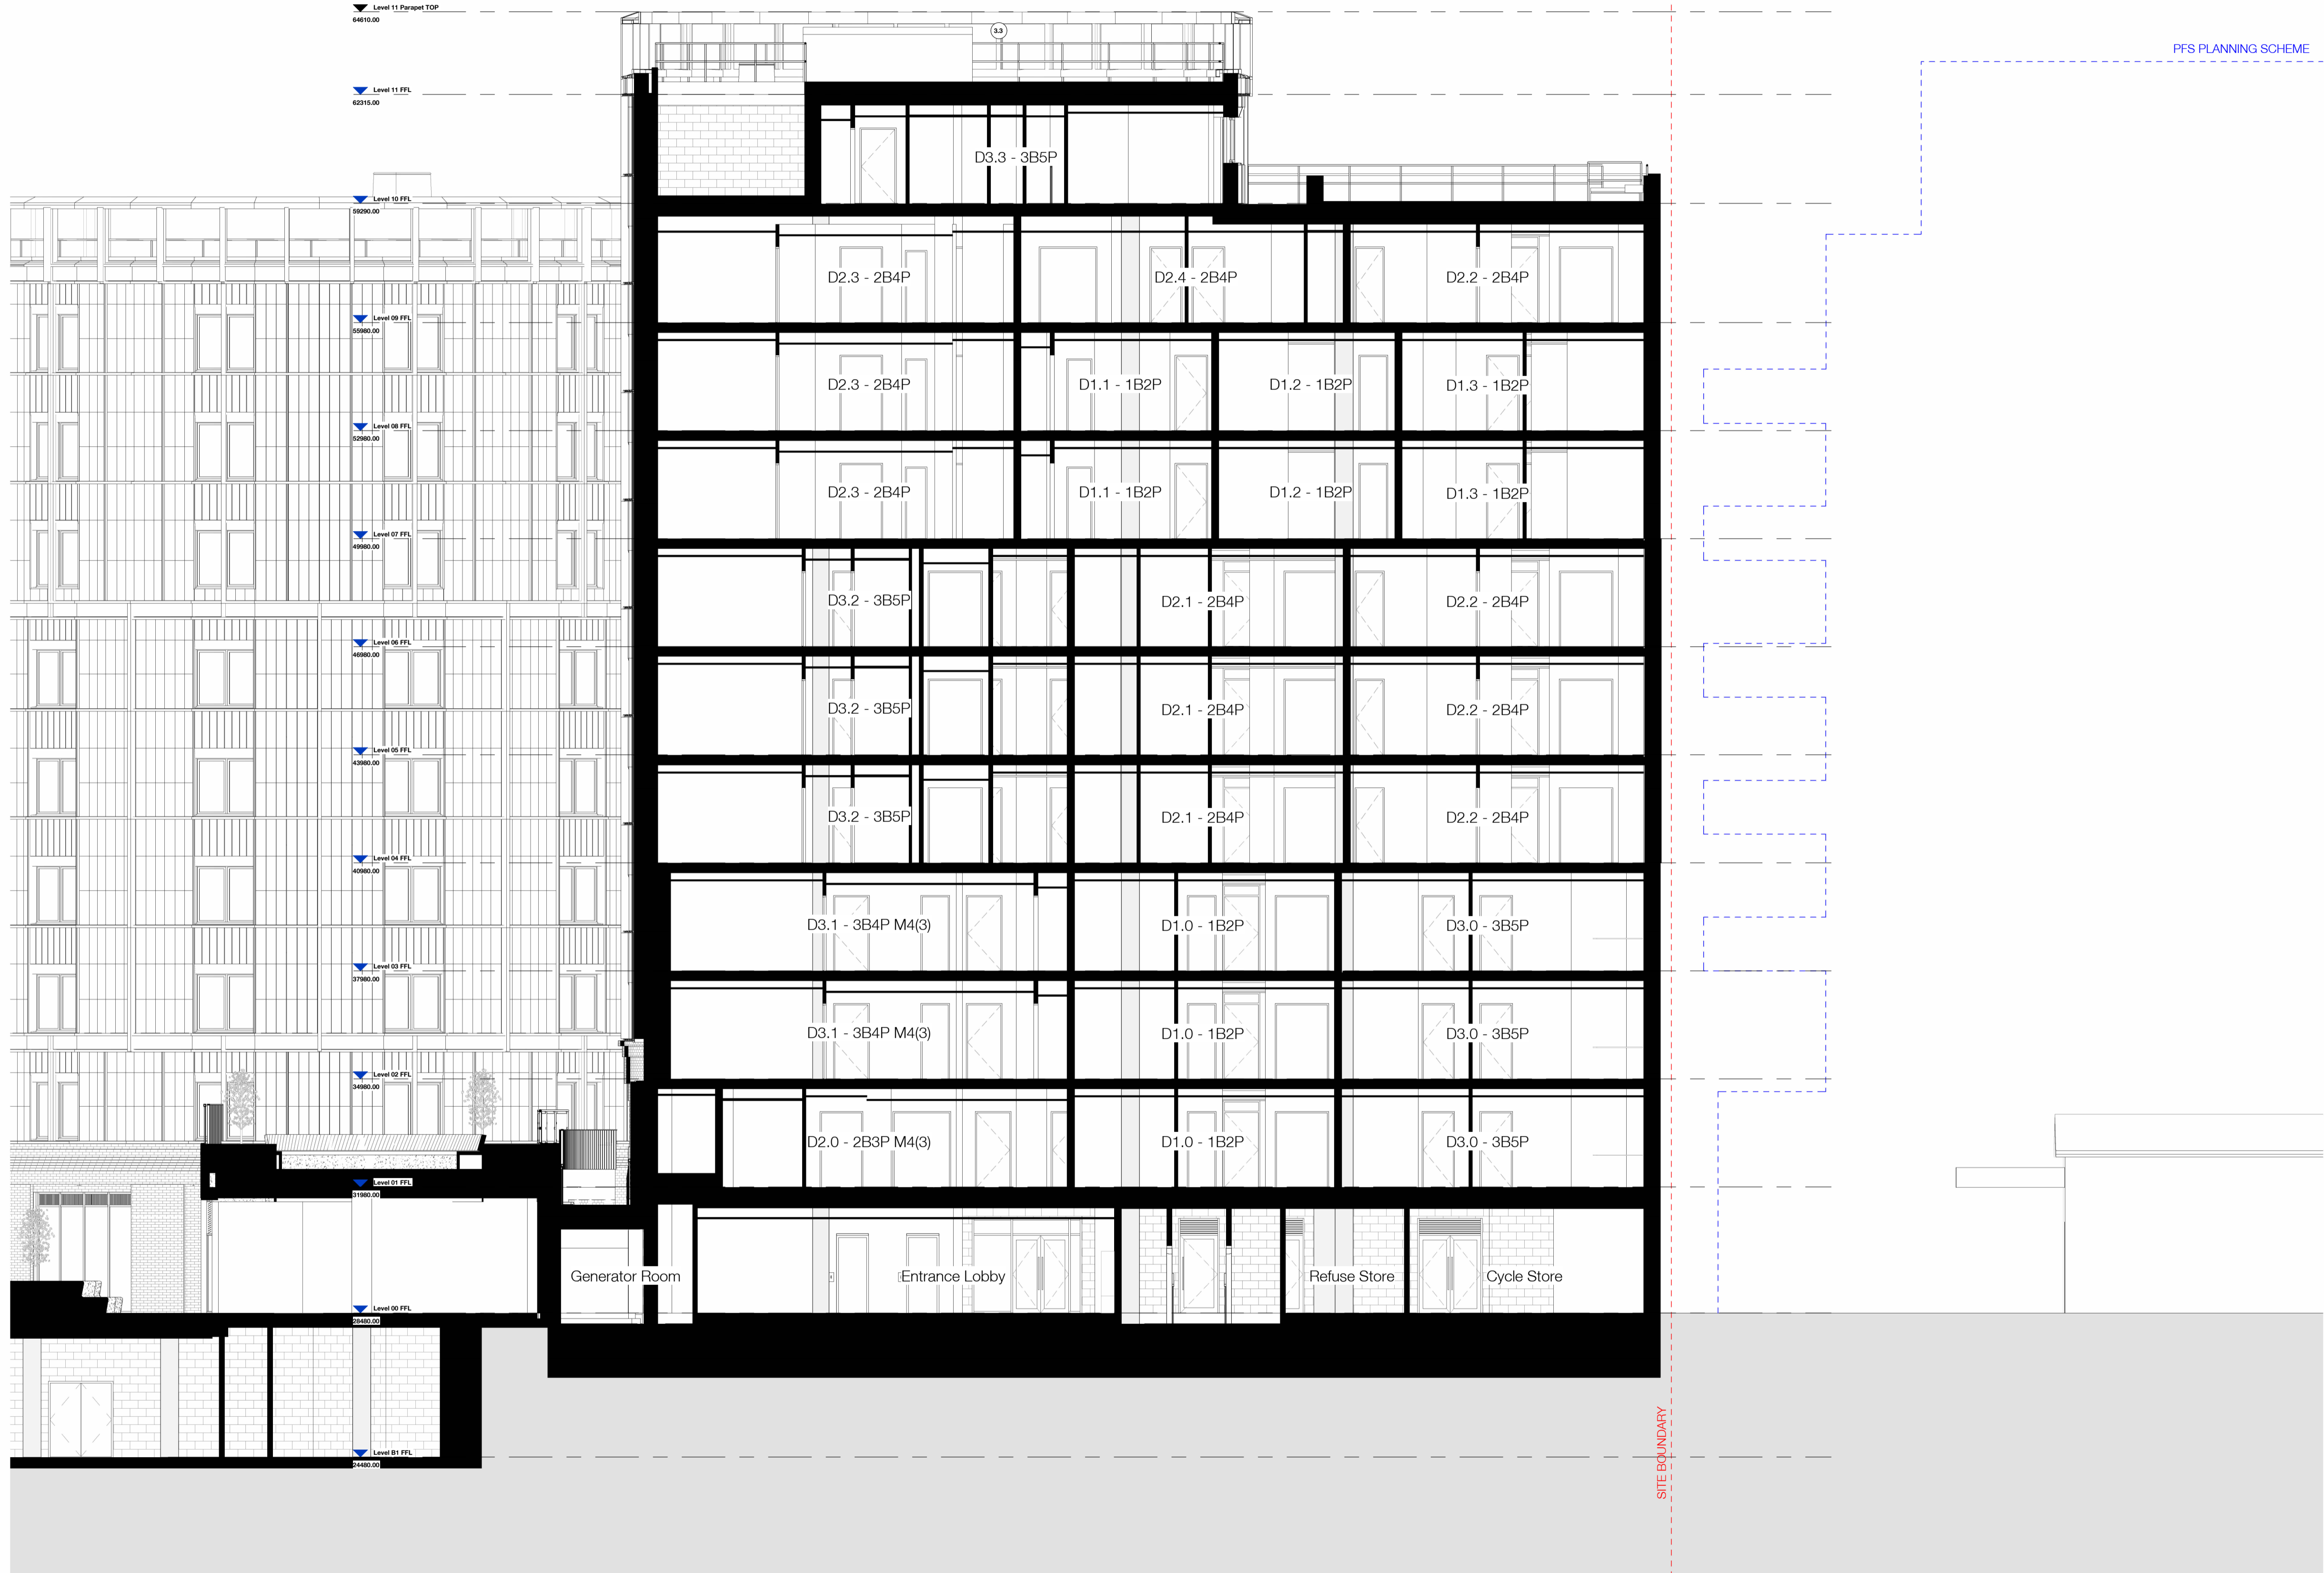 Level 11 Parapet TOP
64610.00
3.3
PFS PLANNING SCHEME
Level 11 FFL
62315.00
D3.3 - 3B5P
Level 10 FFL
59290.00
D2.3 - 2B4P
D2.4 - 2B4P
D2.2 - 2B4P
Level 09 FFL
55980.00
D2.3 - 2B4P
D1.1 - 1B2P
D1.2 - 1B2P
D1.3 - 1B2P
Level 08 FFL
52980.00
D2.3 - 2B4P
D1.1 - 1B2P
D1.2 - 1B2P
D1.3 - 1B2P
Level 07 FFL
49980.00
D3.2 - 3B5P
D2.1 - 2B4P
D2.2 - 2B4P
Level 06 FFL
46980.00
D3.2 - 3B5P
D2.1 - 2B4P
D2.2 - 2B4P
Level 05 FFL
43980.00
D3.2 - 3B5P
D2.1 - 2B4P
D2.2 - 2B4P
Level 04 FFL
40980.00
D3.1 - 3B4P M4(3)
D1.0 - 1B2P
D3.0 - 3B5P
Level 03 FFL
37980.00
D3.1 - 3B4P M4(3)
D1.0 - 1B2P
D3.0 - 3B5P
Level 02 FFL
34980.00
D2.0 - 2B3P M4(3)
D1.0 - 1B2P
D3.0 - 3B5P
Level 01 FFL
31980.00
Generator Room
Entrance Lobby
Refuse Store
Cycle Store
Level 00 FFL
28480.00
Level B1 FFL
24480.00
SITE BOUNDARY